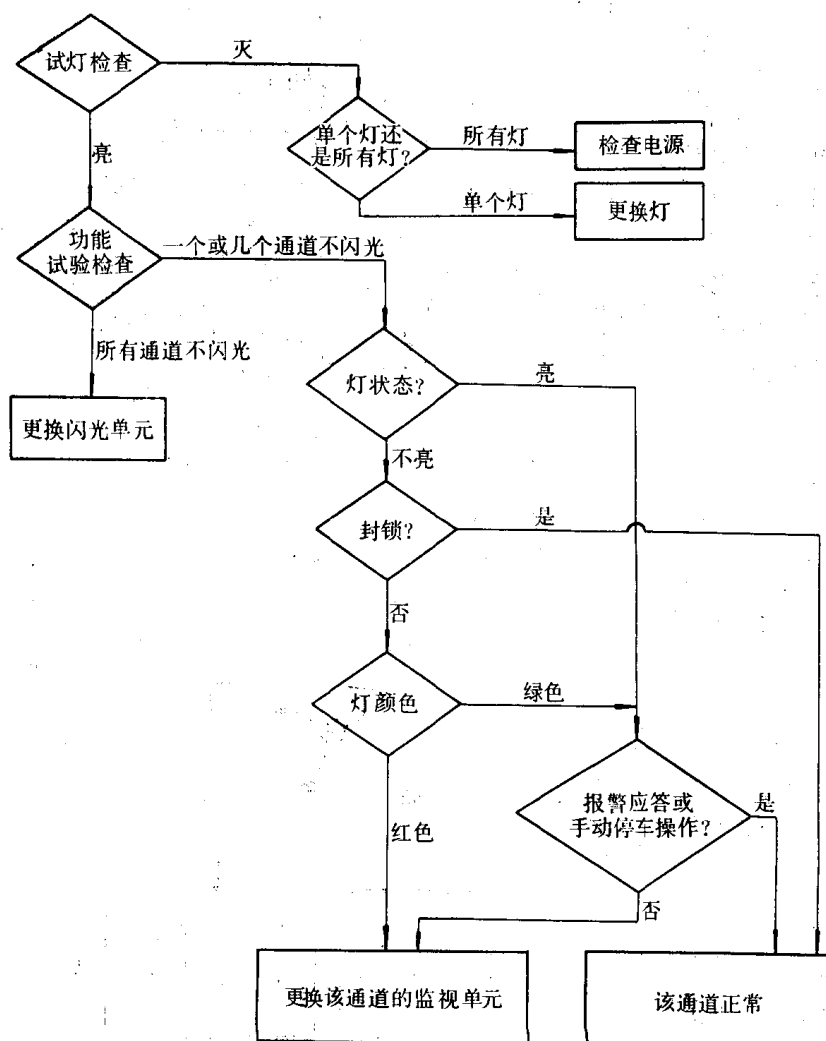 试灯检查
灭
单个灯还
是所有灯?
所有灯
检查电源
亮
单个灯
更换灯
功能
试验检查
一个或几个通道不闪光
所有通道不闪光
灯状态?
亮
更换闪光单元
不亮
封锁?
是
否
灯颜色
绿色
报警应答或
手动停车操作?
是
红色
否
更换该通道的监视单元
该通道正常